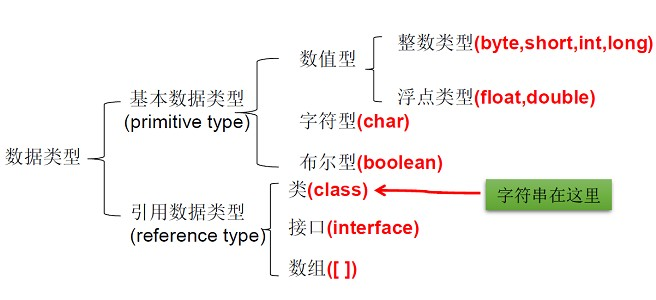 整数类型(byte,short,int,long)
数值型
基本数据类型
(primitive type)
浮点类型(float,double)
字符型(char)
数据类型
布尔型(boolean)
类(class)
字符串在这里
引用数据类型
(reference type)
接口(interface)
数组([ ])